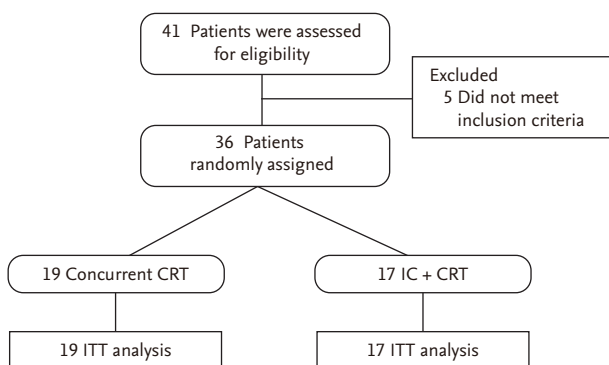 41 Patients were assessed
for eligibility
Excluded
5 Did not meet
inclusion criteria
36 Patients
randomly assigned
19 Concurrent CRT
17 IC + CRT
19 ITT analysis
17 ITT analysis